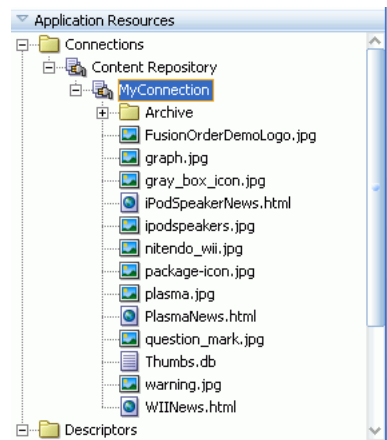 Application Resources
Connections
Content Repository
MyConnection
Archive
FusionOrderDemoLogo.jpg
graph.jpg
gray_box_icon.jpg
iPodSpeakerNews.html
ipodspeakers.jpg
nitendo_wii.jpg
package-icon.jpg
plasma.jpg
PlasmaNews.html
question_mark.jpg
Thumbs.db
warning.jpg
WIINews.html
Descriptors